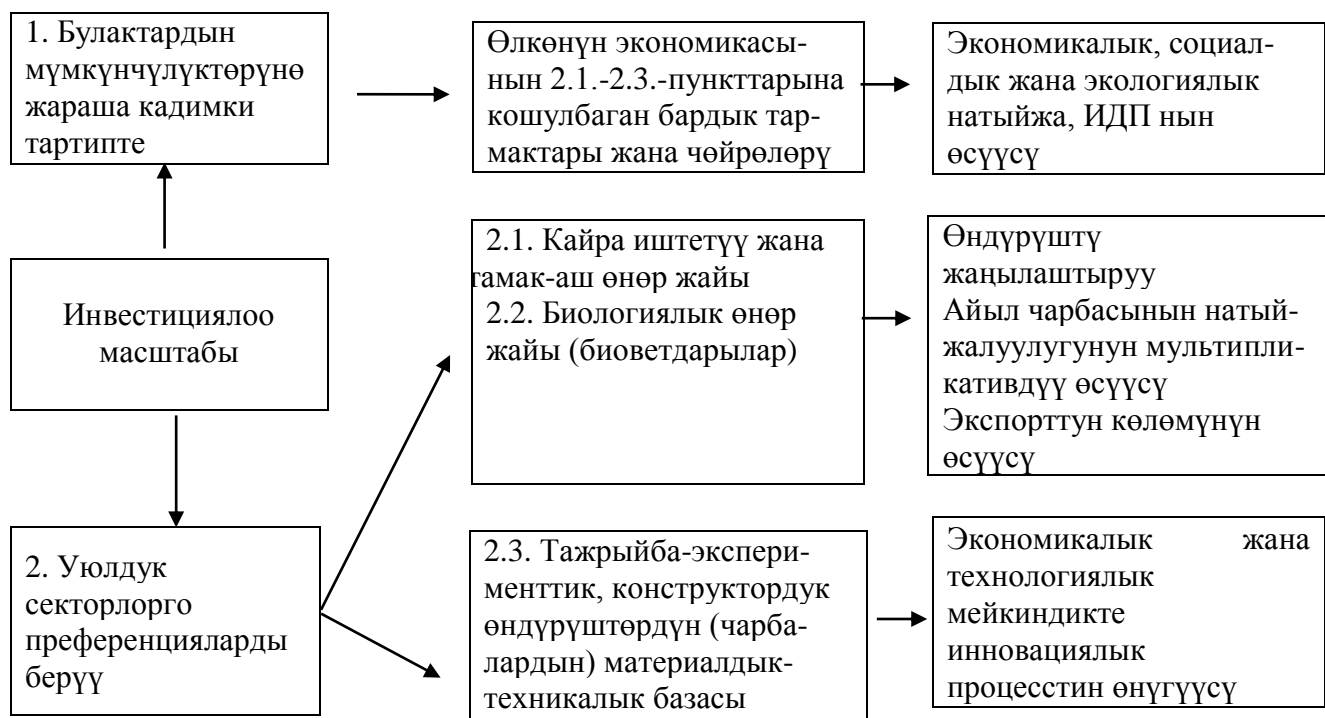 1. Булактардын
мүмкүнчүлүктөрүнө
жараша кадимки
тартипте
Өлкөнүн экономикасы-
нын 2.1.-2.3.-пункттарына
кошулбаган бардык тар-
мактары жана чөйрөлөрү
Экономикалык, социал-
дык жана экологиялык
натыйжа, ИДП нын
өсүүсү
Инвестициялоо
масштабы
2.1. Кайра иштетүү жана
тамак-аш өнөр жайы
2.2. Биологиялык өнөр
жайы (биоветдарылар)
Өндүрүштү
жаңылаштыруу
Айыл чарбасынын натый-
жалуулугунун мультипли-
кативдүү өсүүсү
Экспорттун көлөмүнүн
өсүүсү
2. Уюлдук
секторлорго
преференцияларды
берүү
2.3. Тажрыйба-экспери-
менттик, конструктордук
өндүрүштөрдүн (чарба-
лардын) материалдык-
техникалык базасы
Экономикалык жана
технологиялык
мейкиндикте
инновациялык
процесстин өнүгүүсү